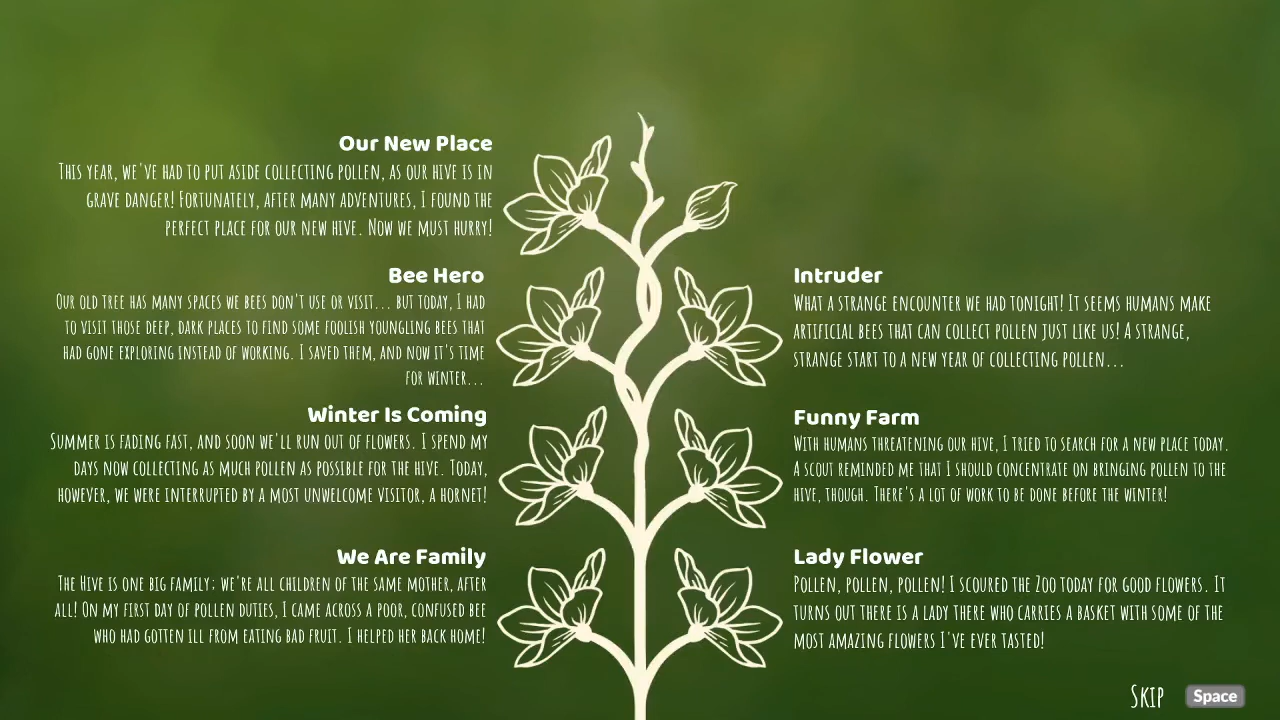 Our New Place
This year, we've had to put aside collecting pollen, as our hive is in
grave danger! Fortunately, after many adventures, I found the
perfect place for our new hive. Now we must hurry!
Bee Hero
Our old tree has many spaces we bees don't use or visit... but today, I had
to visit those deep, dark places to find some foolish youngling bees that
had gone exploring instead of working. I saved them, and now it's time
for winter...
Winter Is Coming
Summer is fading fast, and soon we'll run out of flowers. I spend my
days now collecting as much pollen as possible for the hive. Today,
however, we were interrupted by a most unwelcome visitor, a hornet!
We Are Family
The Hive is one big family; we're all children of the same mother, after
all! On my first day of pollen duties, I came across a poor, confused bee
who had gotten ill from eating bad fruit. I helped her back home!
Intruder
What a strange encounter we had tonight! It seems humans make
artificial bees that can collect pollen just like us! A strange,
strange start to a new year of collecting pollen...
Funny Farm
With humans threatening our hive, I tried to search for a new place today.
A scout reminded me that I should concentrate on bringing pollen to the
hive, though. There's a lot of work to be done before the winter!
Lady Flower
Pollen, pollen, pollen! I scoured the Zoo today for good flowers. It
turns out there is a lady there who carries a basket with some of the
most amazing flowers I've ever tasted!
Skip Space